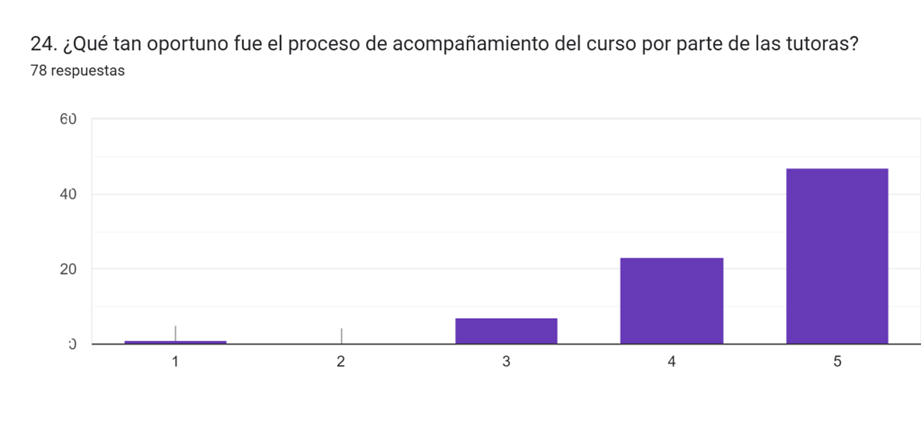 24. ¿Qué tan oportuno fue el proceso de acompañamiento del curso por parte de las tutoras?
78 respuestas
60
40
20
0
1 2 3 4 5